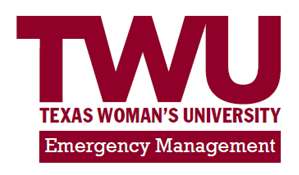 TWU
TEXAS WOMAN'S UNIVERSITY
Emergency Management